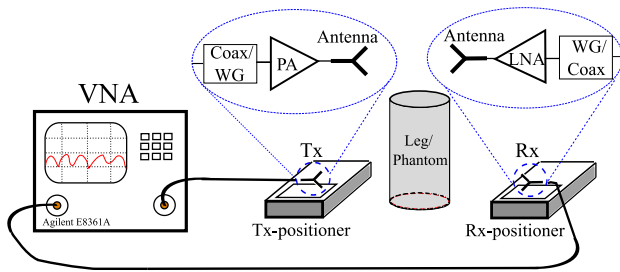 Coax/
WG
PA
Antenna
Antenna
LNA
WG/
Coax
VNA
Agilent E8361A
Tx
Tx-positioner
Leg/
Phantom
Rx
Rx-positioner